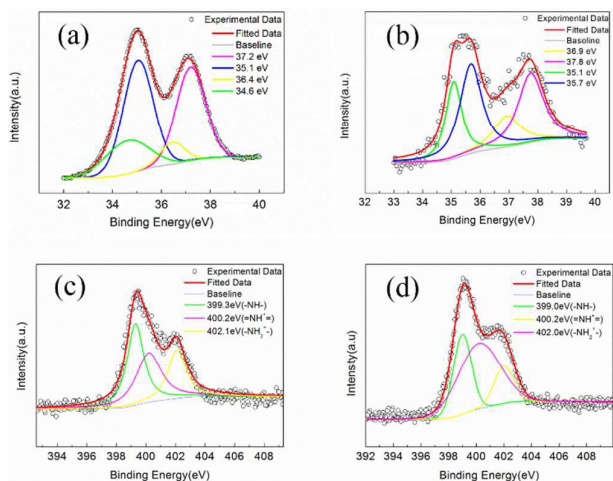 (a)
Experimental Data
Fitted Data
Baseline
37.2 eV
35.1 eV
36.4 eV
34.6 eV
Intensity(a.u.)
32 34 36 38 40
Binding Energy(eV)
(b)
Experimental Data
Fitted Data
Baseline
36.9 eV
37.8 eV
35.1 eV
35.7 eV
Intensity(a.u.)
33 34 35 36 37 38 39 40
Binding Energy(eV)
(c)
Experimental Data
Fitted Data
Baseline
399.3eV(-NH-)
400.2eV(=NH⁺=)
402.1eV(-NH₂⁺-)
Intensity(a.u.)
394 396 398 400 402 404 406 408
Binding Energy(eV)
(d)
Experimental Data
Fitted Data
Baseline
399.0eV(-NH-)
400.2eV(=NH⁺=)
402.0eV(-NH₂⁺-)
Intensity(a.u)
392 394 396 398 400 402 404 406 408
Binding Energy(eV)